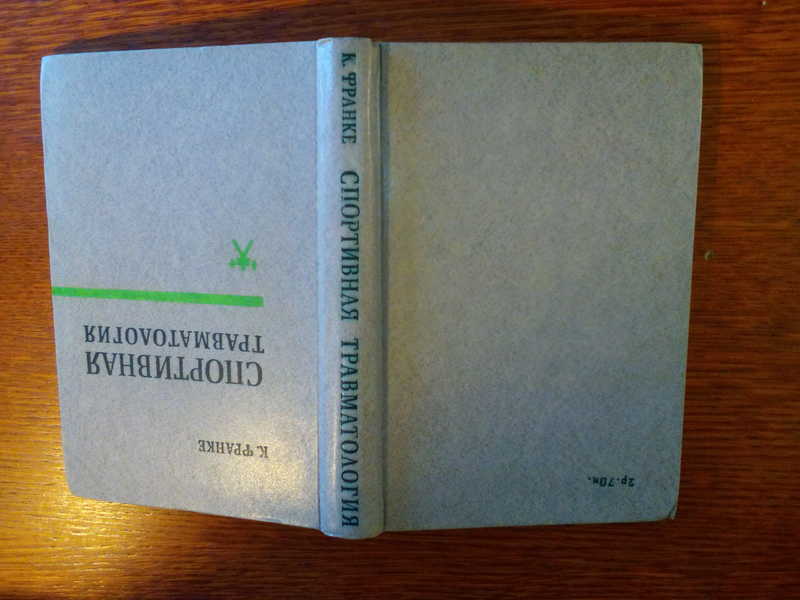 К. ФРАНКЕ
СПОРТИВНАЯ
ТРАВМАТОЛОГИЯ
К. ФРАНКЕ СПОРТИВНАЯ ТРАВМАТОЛОГИЯ
2р.70к.